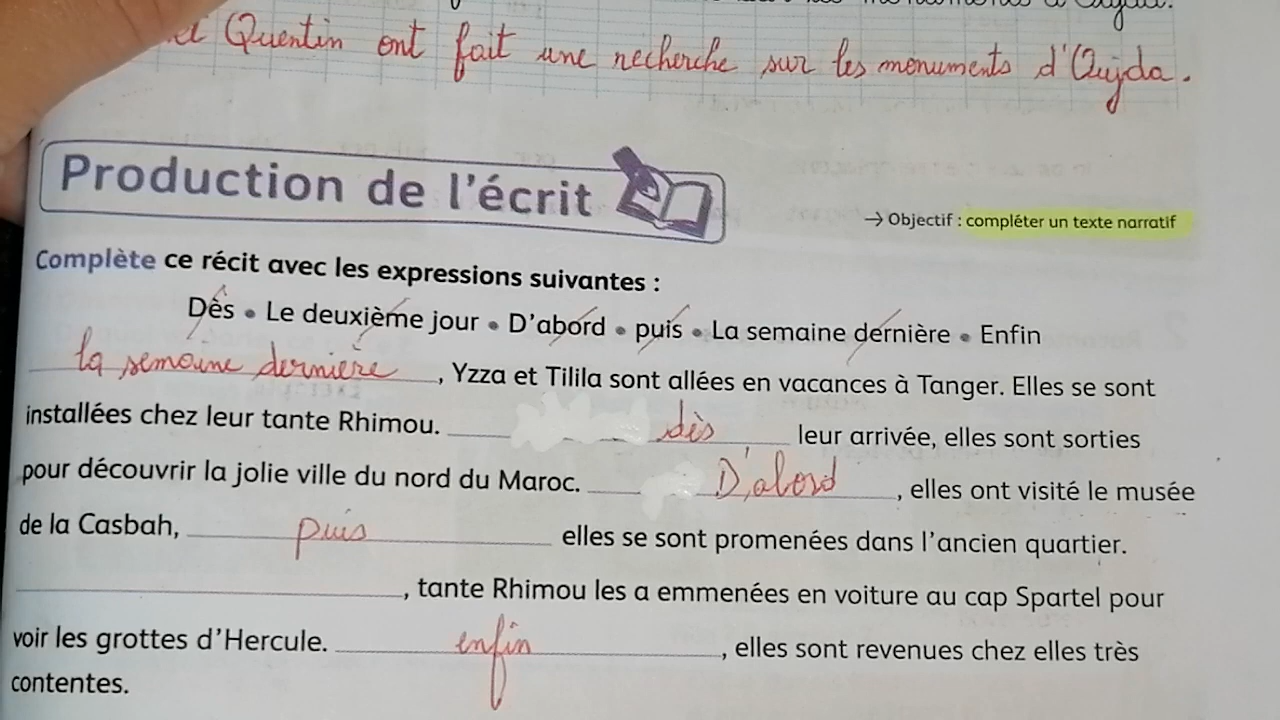 et Quentin ont fait une recherche sur les monuments d'Oujda.
Production de l'écrit
→ Objectif : compléter un texte narratif
Complète ce récit avec les expressions suivantes :
Dès • Le deuxième jour • D'abord • puis • La semaine dernière • Enfin
la semaine dernière, Yzza et Tilila sont allées en vacances à Tanger. Elles se sont
installées chez leur tante Rhimou. dès leur arrivée, elles sont sorties
pour découvrir la jolie ville du nord du Maroc. D'abord, elles ont visité le musée
de la Casbah, puis elles se sont promenées dans l'ancien quartier.
, tante Rhimou les a emmenées en voiture au cap Spartel pour
voir les grottes d'Hercule. enfin, elles sont revenues chez elles très
contentes.